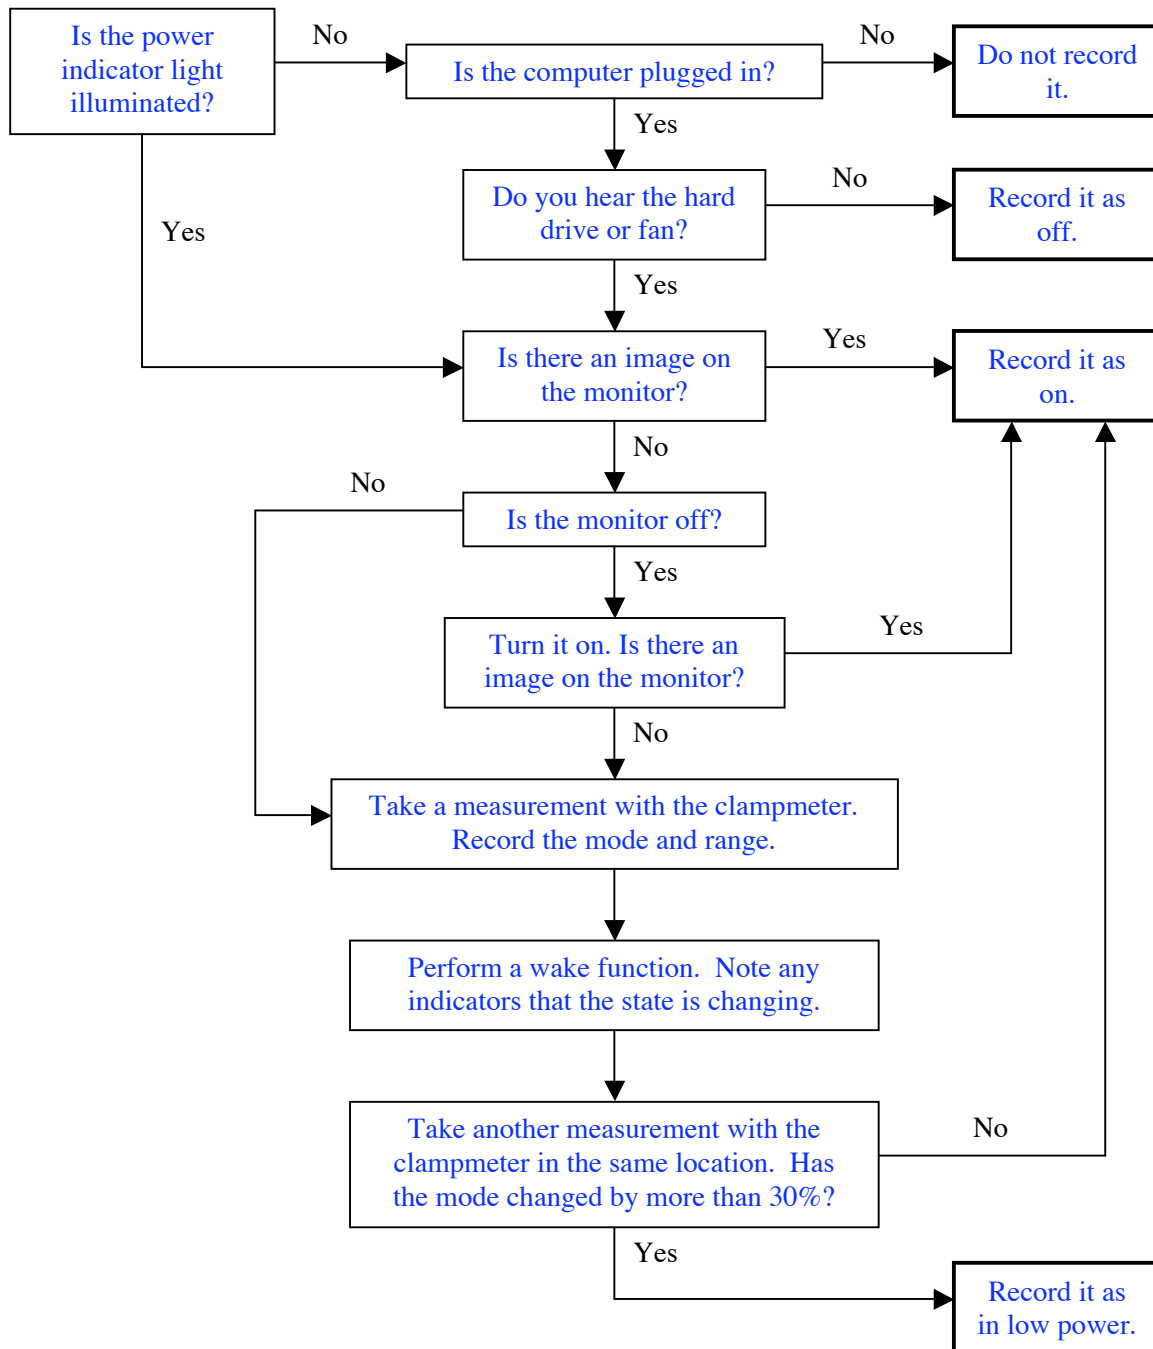 Is the power
indicator light
illuminated?
No
Is the computer plugged in?
No
Do not record
it.
Yes
Do you hear the hard
drive or fan?
No
Record it as
off.
Yes
Yes
Is there an image on
the monitor?
Yes
Record it as
on.
No
No
Is the monitor off?
Yes
Turn it on. Is there an
image on the monitor?
Yes
No
Take a measurement with the clampmeter.
Record the mode and range.
Perform a wake function.  Note any
indicators that the state is changing.
Take another measurement with the
clampmeter in the same location.  Has
the mode changed by more than 30%?
No
Yes
Record it as
in low power.